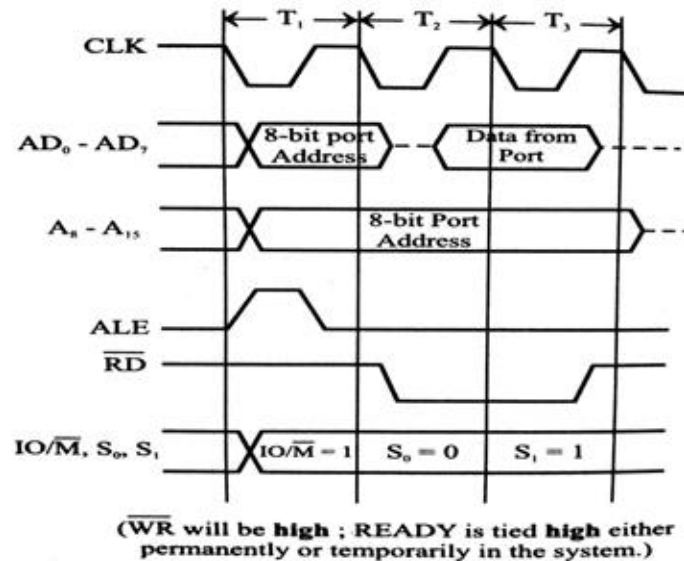 T₁ T₂ T₃
CLK
AD₀ - AD₇
8-bit port
Address
Data from
Port
A₈ - A₁₅
8-bit Port
Address
ALE
R̅D̅
IO/M̅, S₀, S₁
IO/M̅ = 1 S₀ = 0 S₁ = 1
(W̅R̅ will be high ; READY is tied high either
permanently or temporarily in the system.)